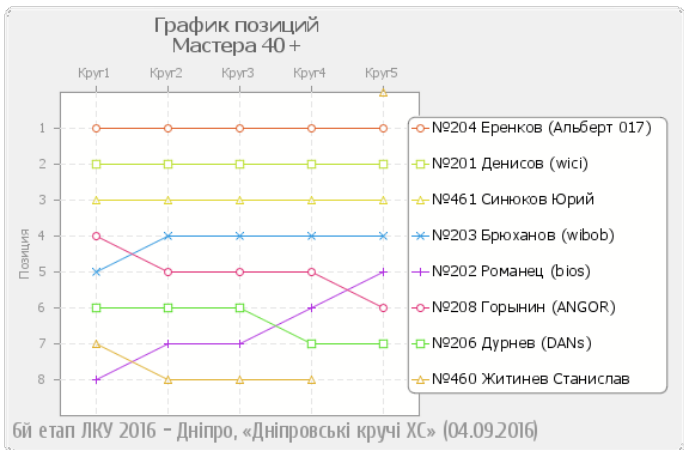 График позиций
Мастера 40+
Круг1 Круг2 Круг3 Круг4 Круг5
Позиция
1
2
3
4
5
6
7
8
№204 Еренков (Альберт 017)
№201 Денисов (wici)
№461 Синюков Юрий
№203 Брюханов (wibob)
№202 Романец (bios)
№208 Горынин (ANGOR)
№206 Дурнев (DANs)
№460 Житинев Станислав
6й етап ЛКУ 2016 - Дніпро, «Дніпровські кручі ХС» (04.09.2016)